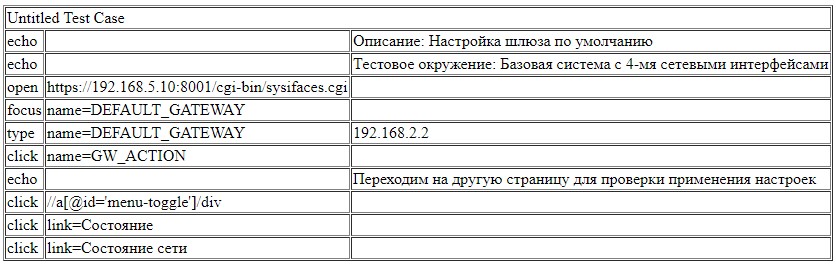 Untitled Test Case
echo Описание: Настройка шлюза по умолчанию
echo Тестовое окружение: Базовая система с 4-мя сетевыми интерфейсами
open https://192.168.5.10:8001/cgi-bin/sysifaces.cgi
focus name=DEFAULT_GATEWAY
type name=DEFAULT_GATEWAY 192.168.2.2
click name=GW_ACTION
echo Переходим на другую страницу для проверки применения настроек
click //a[@id='menu-toggle']/div
click link=Состояние
click link=Состояние сети